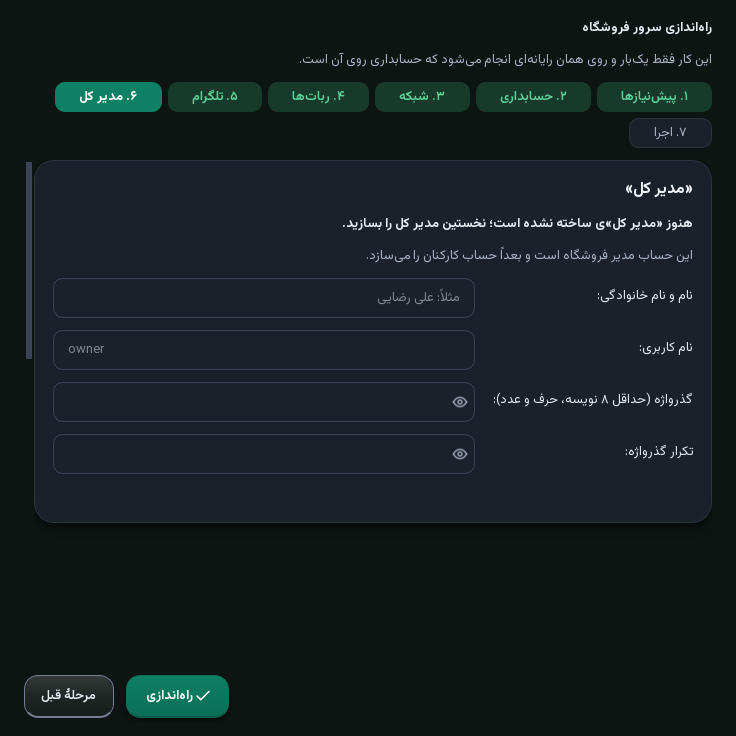 راه‌اندازی سرور فروشگاه
این کار فقط یک‌بار و روی همان رایانه‌ای انجام می‌شود که حسابداری روی آن است.
۱. پیش‌نیازها
۲. حسابداری
۳. شبکه
۴. ربات‌ها
۵. تلگرام
۶. مدیر کل
۷. اجرا
«مدیر کل»
هنوز «مدیر کل»ی ساخته نشده است؛ نخستین مدیر کل را بسازید.
این حساب مدیر فروشگاه است و بعداً حساب کارکنان را می‌سازد.
نام و نام خانوادگی:
مثلاً: علی رضایی
نام کاربری:
owner
گذرواژه (حداقل ۸ نویسه، حرف و عدد):
تکرار گذرواژه:
راه‌اندازی
مرحلهٔ قبل